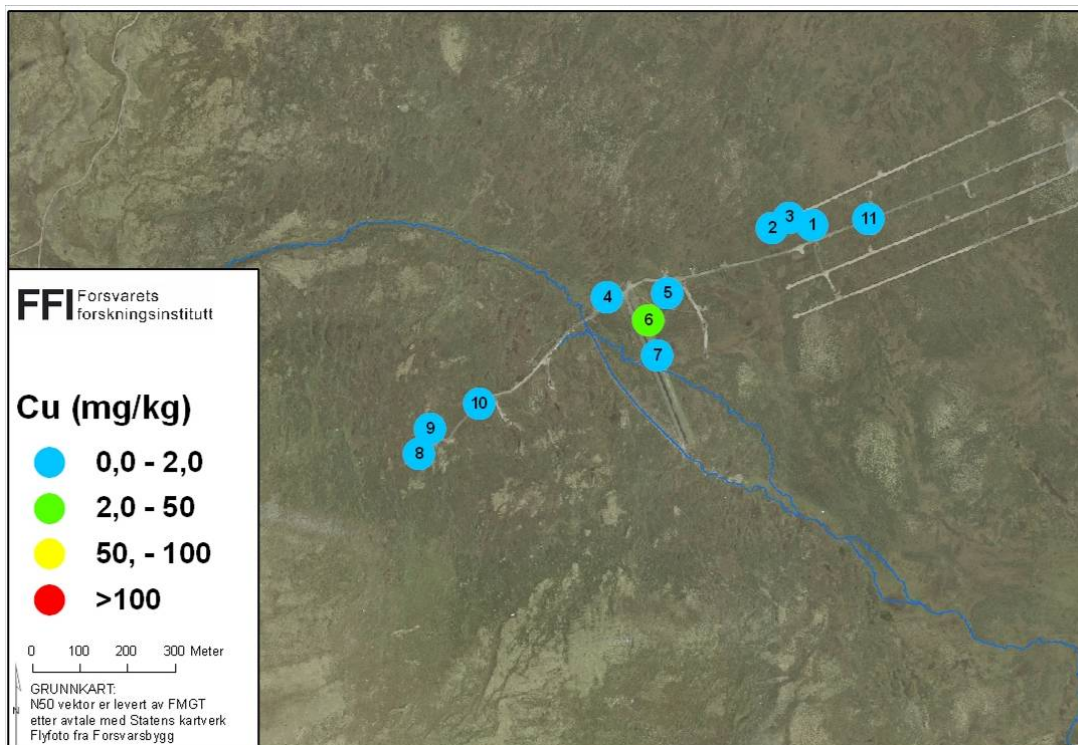 3
2
1
11
5
4
6
7
10
9
8
FFI Forsvarets
forskningsinstitutt
Cu (mg/kg)
0,0 - 2,0
2,0 - 50
50, - 100
>100
0 100 200 300 Meter
N
GRUNNKART:
N50 vektor er levert av FMGT
etter avtale med Statens kartverk
Flyfoto fra Forsvarsbygg